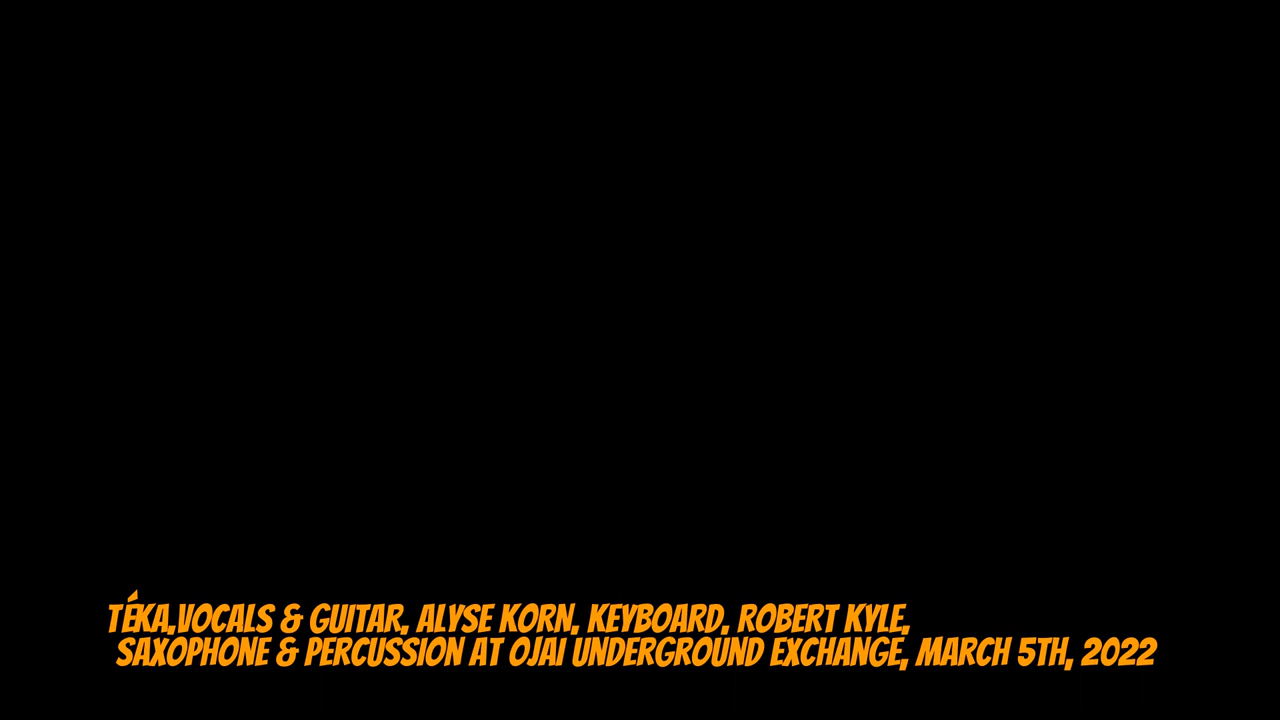 TÉKA,VOCALS & GUITAR, ALYSE KORN, KEYBOARD, ROBERT KYLE,
SAXOPHONE & PERCUSSION AT OJAI UNDERGROUND EXCHANGE, MARCH 5TH, 2022